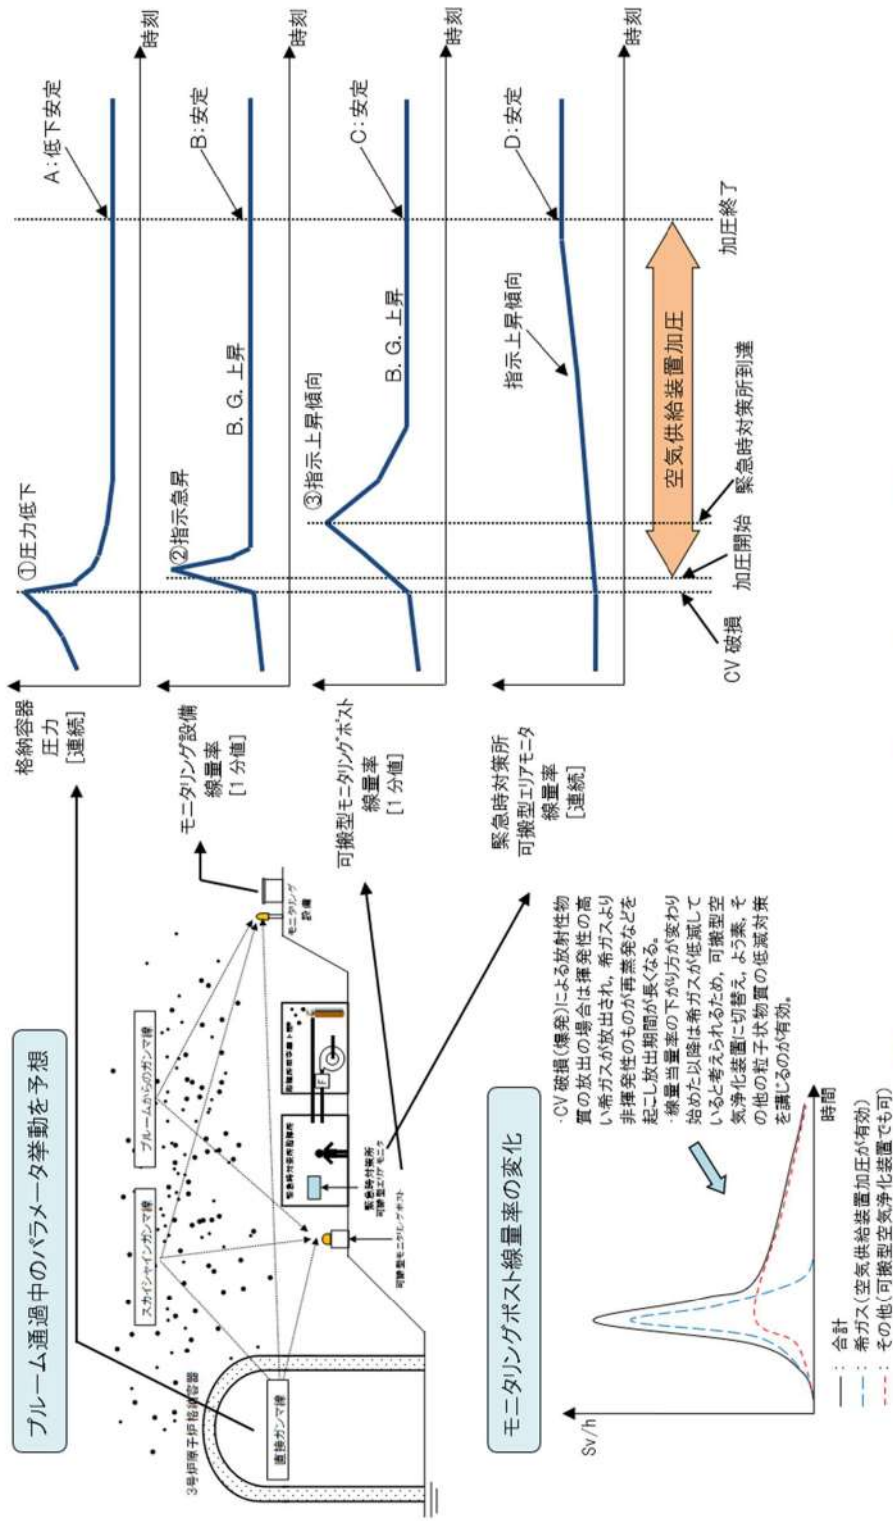 プルーム通過中のパラメータ挙動を予想
スカイシャインガンマ線
プルームからのガンマ線
3号炉原子炉格納容器
直接ガンマ線
緊急時対策所指揮所
F
モニタリング
設備
緊急時対策所
可搬型エリアモニタ
可搬型モニタリングポスト
格納容器
圧力
[連続]
①圧力低下
A:低下安定
時刻
モニタリング設備
線量率
[1分値]
②指示急昇
B. G. 上昇
B:安定
時刻
可搬型モニタリングポスト
線量率
[1分値]
③指示上昇傾向
B. G. 上昇
C:安定
時刻
緊急時対策所
可搬型エリアモニタ
線量率
[連続]
指示上昇傾向
D:安定
時刻
空気供給装置加圧
CV 破損
加圧開始
緊急時対策所到達
加圧終了
モニタリングポスト線量率の変化
Sv/h
時間
:合計
:希ガス(空気供給装置加圧が有効)
:その他(可搬型空気浄化装置でも可)
・CV 破損(爆発)による放射性物
質の放出の場合は揮発性の高
い希ガスが放出され,希ガスより
非揮発性のものが再蒸発などを
起こし放出期間が長くなる。
・線量当量率の下がり方が変わり
始めた以降は希ガスが低減して
いると考えられるため,可搬型空
気浄化装置に切替え,よう素,そ
の他の粒子状物質の低減対策
を講じるのが有効。